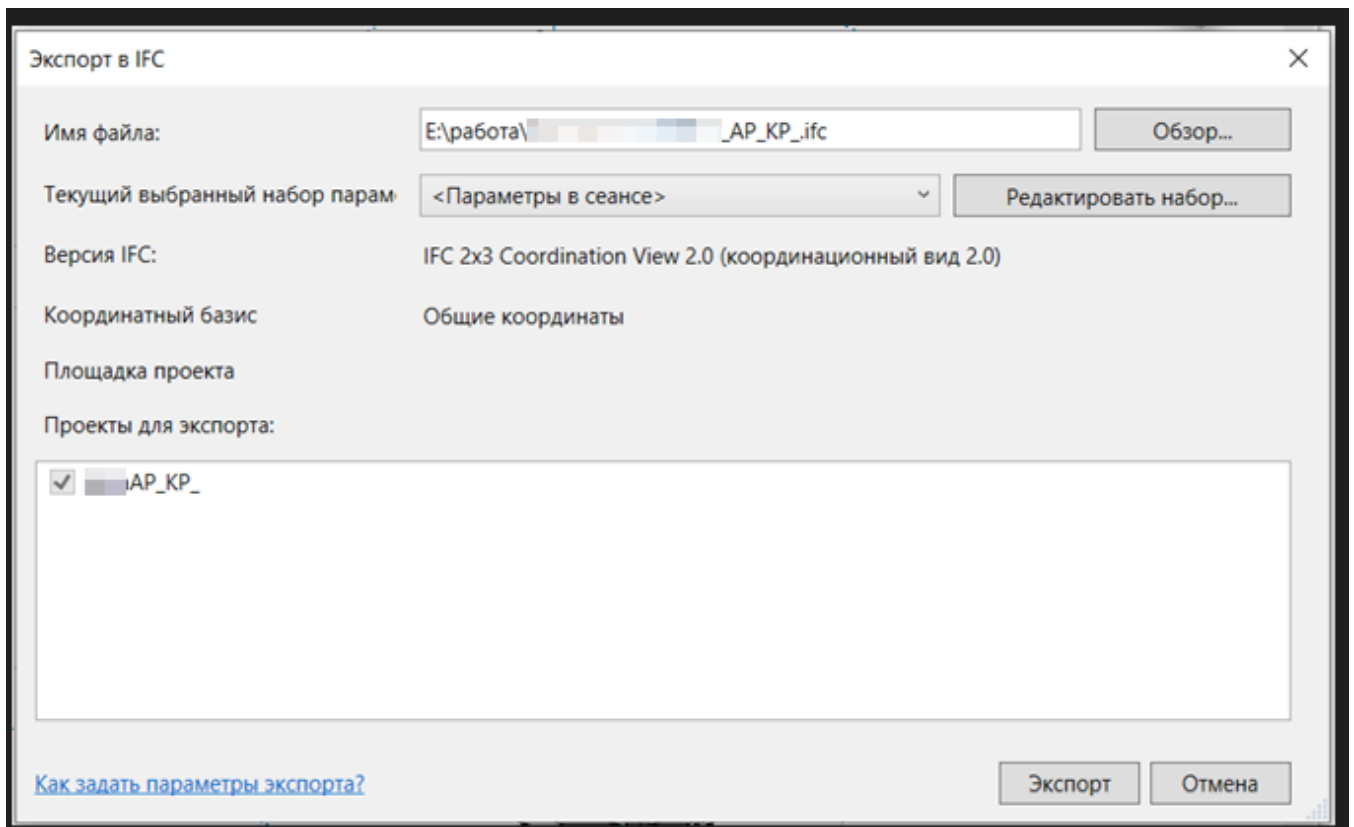 Экспорт в IFC
Имя файла: E:\работа\ _АР_КР_.ifc Обзор...
Текущий выбранный набор парам <Параметры в сеансе> Редактировать набор...
Версия IFC: IFC 2x3 Coordination View 2.0 (координационный вид 2.0)
Координатный базис Общие координаты
Площадка проекта
Проекты для экспорта:
АР_КР_
Как задать параметры экспорта? Экспорт Отмена